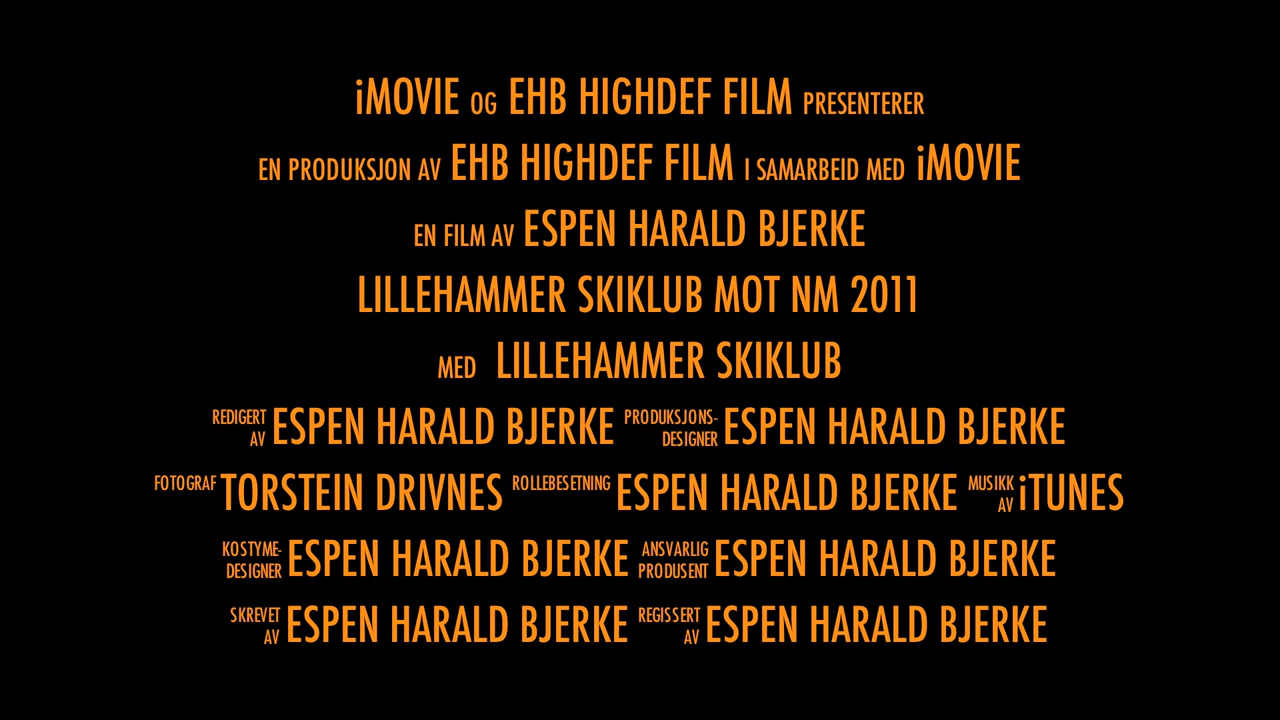 iMOVIE OG EHB HIGHDEF FILM PRESENTERER
EN PRODUKSJON AV EHB HIGHDEF FILM I SAMARBEID MED iMOVIE
EN FILM AV ESPEN HARALD BJERKE
LILLEHAMMER SKIKLUB MOT NM 2011
MED LILLEHAMMER SKIKLUB
REDIGERT AV ESPEN HARALD BJERKE PRODUKSJONS-DESIGNER ESPEN HARALD BJERKE
FOTOGRAF TORSTEIN DRIVNES ROLLEBESETNING ESPEN HARALD BJERKE MUSIKK AV iTUNES
KOSTYME-DESIGNER ESPEN HARALD BJERKE ANSVARLIG PRODUSENT ESPEN HARALD BJERKE
SKREVET AV ESPEN HARALD BJERKE REGISSERT AV ESPEN HARALD BJERKE